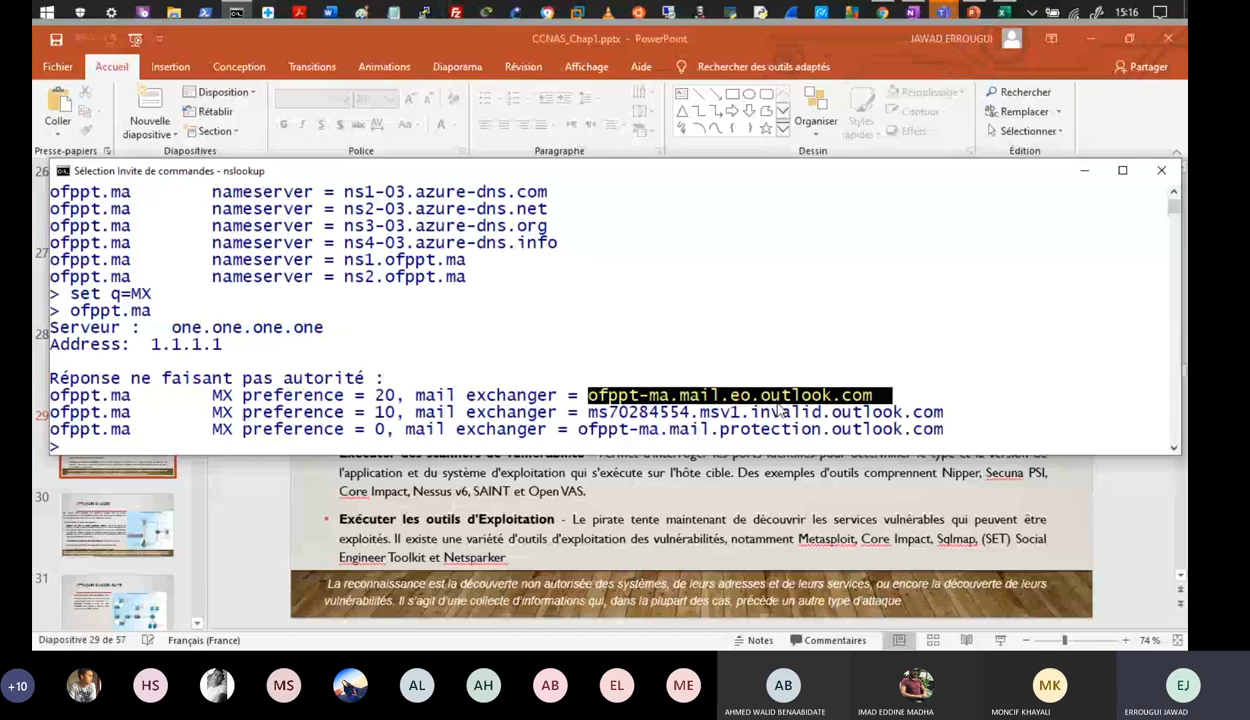 15:16
CCNAS_Chap1.pptx - PowerPoint
JAWAD ERROUGUI
Fichier Accueil Insertion Conception Transitions Animations Diaporama Révision Affichage Aide Rechercher des outils adaptés Partager
Coller
Nouvelle
diapositive
Disposition
Rétablir
Section
Organiser
Styles
rapides
Remplissage
Contour
Effets
Rechercher
Remplacer
Sélectionner
Presse-papiers Diapositives Police Paragraphe Dessin Édition
Sélection Invite de commandes - nslookup
ofppt.ma nameserver = ns1-03.azure-dns.com
ofppt.ma nameserver = ns2-03.azure-dns.net
ofppt.ma nameserver = ns3-03.azure-dns.org
ofppt.ma nameserver = ns4-03.azure-dns.info
ofppt.ma nameserver = ns1.ofppt.ma
ofppt.ma nameserver = ns2.ofppt.ma
> set q=MX
> ofppt.ma
Serveur : one.one.one.one
Address: 1.1.1.1
Réponse ne faisant pas autorité :
ofppt.ma MX preference = 20, mail exchanger = ofppt-ma.mail.eo.outlook.com
ofppt.ma MX preference = 10, mail exchanger = ms70284554.msv1.invalid.outlook.com
ofppt.ma MX preference = 0, mail exchanger = ofppt-ma.mail.protection.outlook.com
>
26
27
28
29
30
31
l'application et du système d'exploitation qui s'exécute sur l'hôte cible. Des exemples d'outils comprennent Nipper, Secuna PSI,
Core Impact, Nessus v6, SAINT et Open VAS.
• Exécuter les outils d'Exploitation - Le pirate tente maintenant de découvrir les services vulnérables qui peuvent être
exploités. Il existe une variété d'outils d'exploitation des vulnérabilités, notamment Metasploit, Core Impact, Sqlmap, (SET) Social
Engineer Toolkit et Netsparker
La reconnaissance est la découverte non autorisée des systèmes, de leurs adresses et de leurs services, ou encore la découverte de leurs
vulnérabilités. Il s'agit d'une collecte d'informations qui, dans la plupart des cas, précède un autre type d'attaque
Diapositive 29 de 57 Français (France) Notes Commentaires 74 %
+10 HS MS AL AH AB EL ME AB MK EJ
AHMED WALID BENAABIDATE IMAD EDDINE MADHA MONCIF KHAYALI ERROUGUI JAWAD